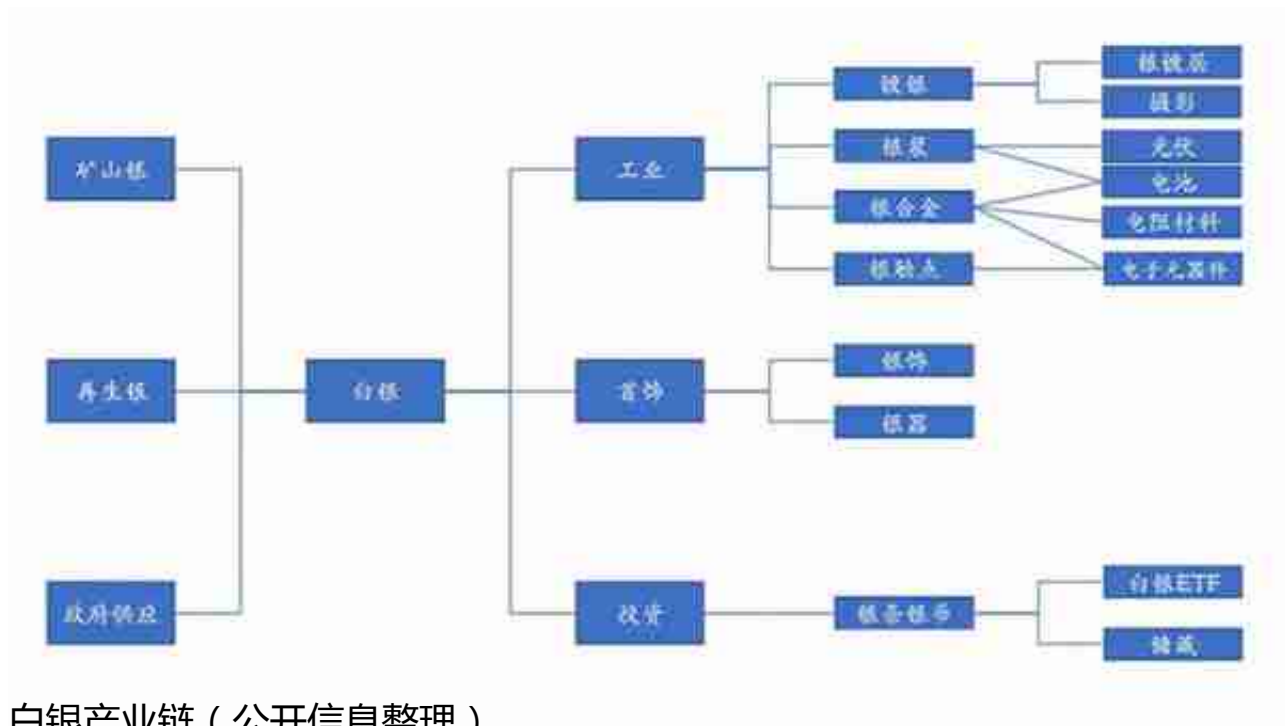 矿山银
再生银
政府供应
白银
工业
首饰
投资
镀银
银浆
银合金
银触点
银饰
银器
银条银币
银镀层
摄影
光伏
电池
电阻材料
电子元器件
白银ETF
储藏
白银产业链（公开信息整理）